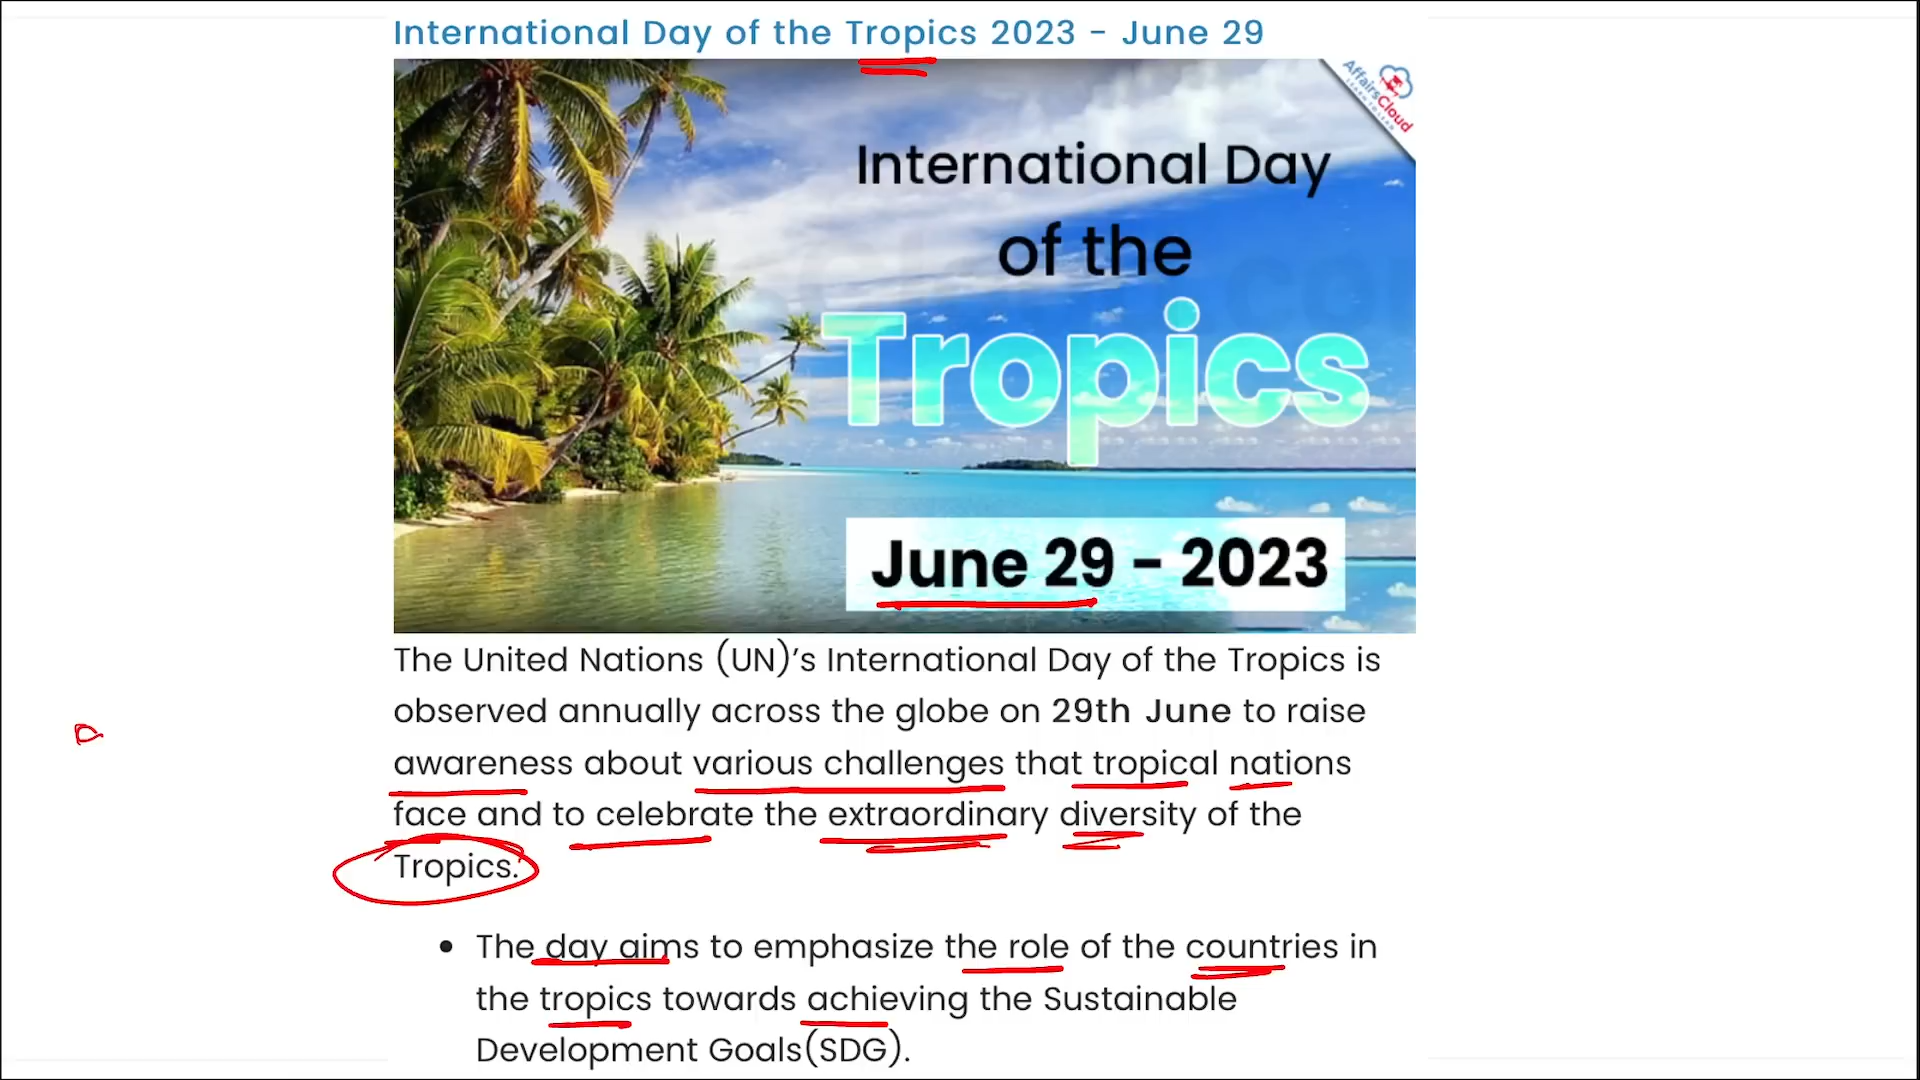 International Day of the Tropics 2023 - June 29
AffairsCloud
International Day
of the
Tropics
June 29 - 2023
The United Nations (UN)’s International Day of the Tropics is
observed annually across the globe on 29th June to raise
awareness about various challenges that tropical nations
face and to celebrate the extraordinary diversity of the
Tropics.
• The day aims to emphasize the role of the countries in
the tropics towards achieving the Sustainable
Development Goals(SDG).